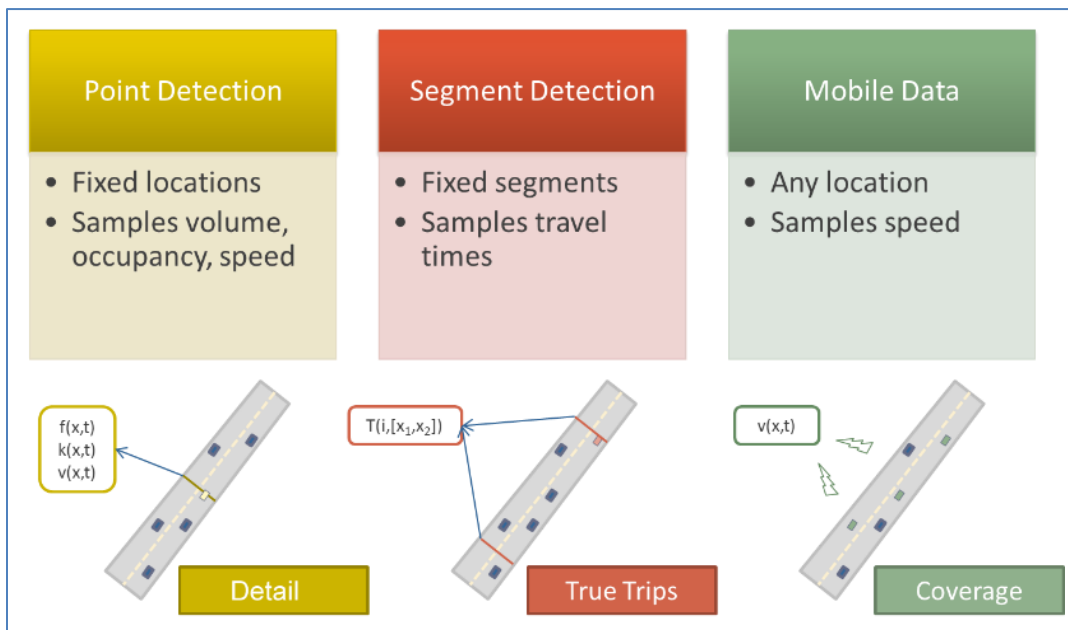 Point Detection
• Fixed locations
• Samples volume,
occupancy, speed
Segment Detection
• Fixed segments
• Samples travel
times
Mobile Data
• Any location
• Samples speed
f(x,t)
k(x,t)
v(x,t)
Detail
T(i,[x₁,x₂])
True Trips
v(x,t)
Coverage